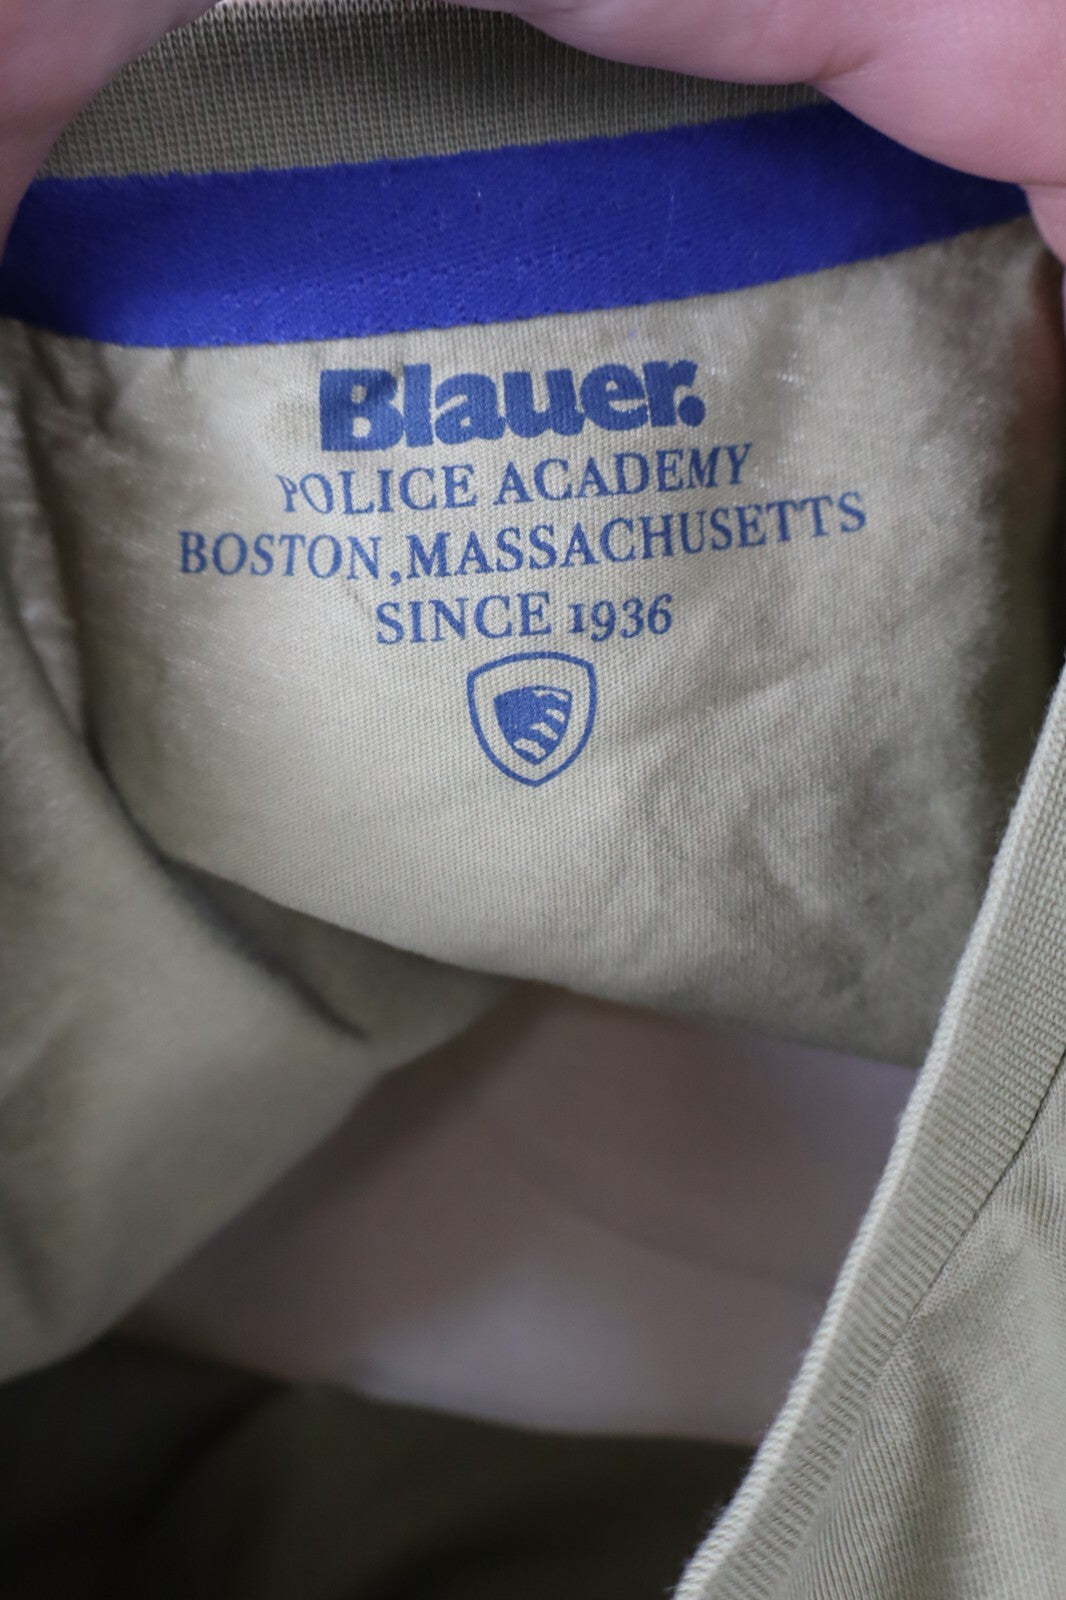 Blauer.
POLICE ACADEMY
BOSTON, MASSACHUSETTS
SINCE 1936